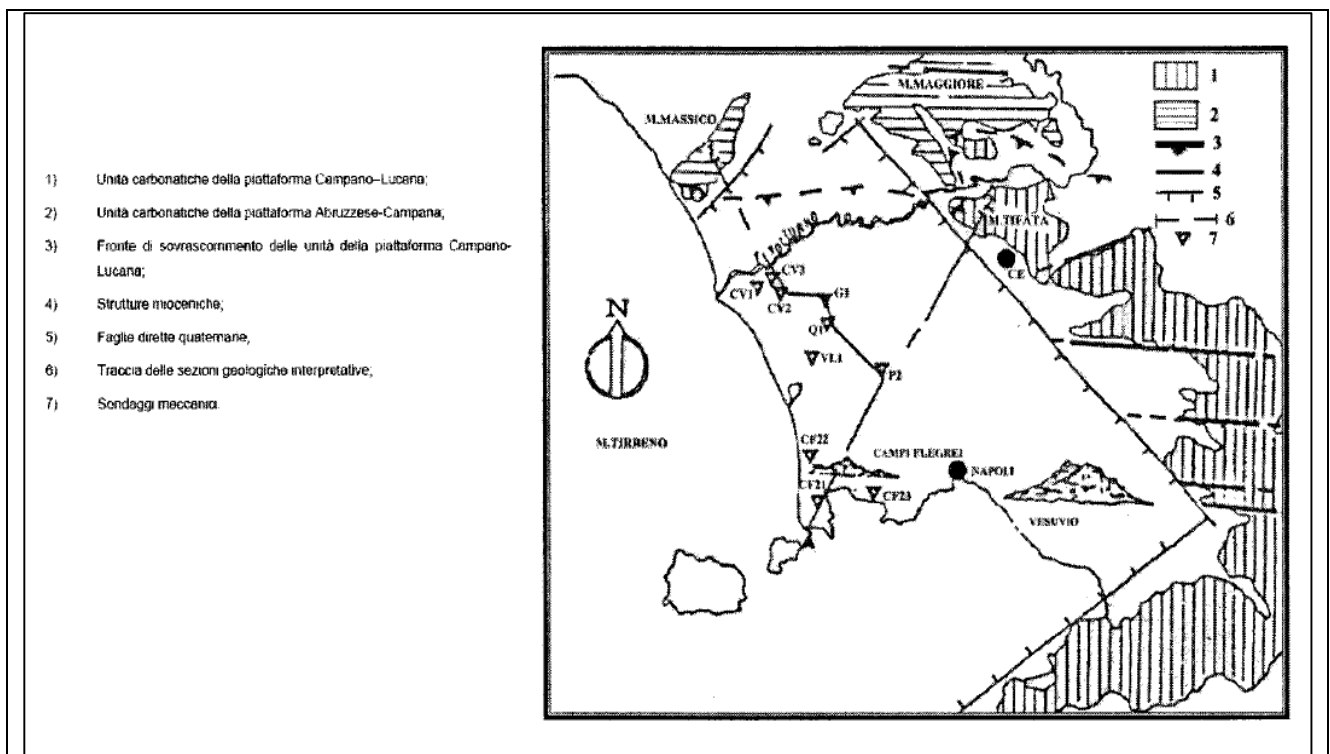 1) Unità carbonatiche della piattaforma Campano–Lucana;
2) Unità carbonatiche della piattaforma Abruzzese-Campana;
3) Fronte di sovrascorrimento delle unità della piattaforma Campano-
Lucana;
4) Strutture mioceniche;
5) Faglie dirette quaternarie;
6) Traccia delle sezioni geologiche interpretative;
7) Sondaggi meccanici.
M.MAGGIORE
M.MASSICO
1
2
3
4
5
6
7
M.TIFATA
CE
CV3
CV1
CV2
G1
Q1
VL1
P2
N
M.TIRRENO
CF22
CAMPI FLEGREI
NAPOLI
CF21
CF23
VESUVIO